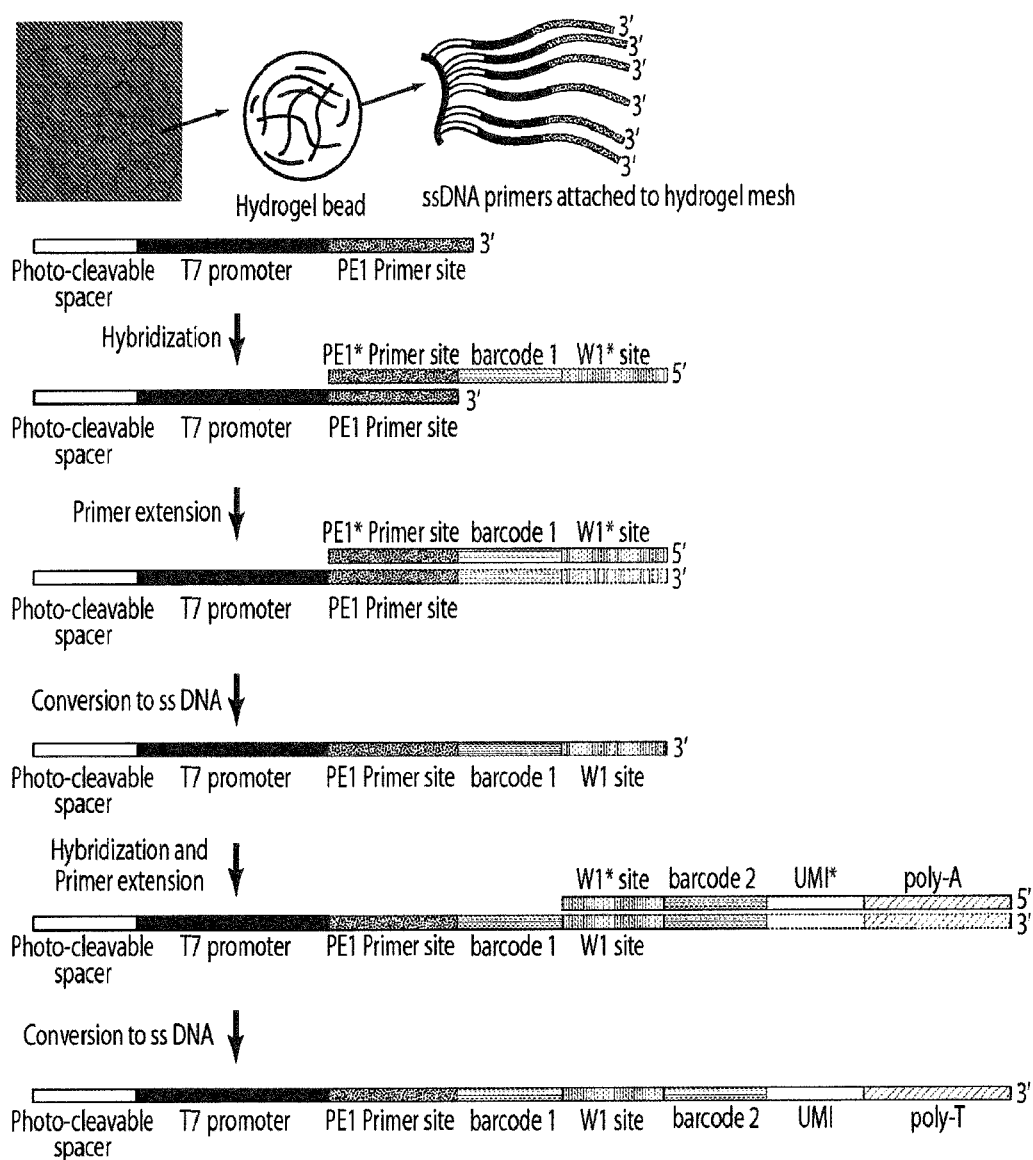 3′
3′
3′
3′
3′
3′
Hydrogel bead
ssDNA primers attached to hydrogel mesh
3′
Photo-cleavable spacer T7 promoter PE1 Primer site
Hybridization
PE1* Primer site barcode 1 W1* site
5′
3′
Photo-cleavable spacer T7 promoter PE1 Primer site
Primer extension
PE1* Primer site barcode 1 W1* site
5′
3′
Photo-cleavable spacer T7 promoter PE1 Primer site
Conversion to ss DNA
3′
Photo-cleavable spacer T7 promoter PE1 Primer site barcode 1 W1 site
Hybridization and
Primer extension
W1* site barcode 2 UMI* poly-A
5′
3′
Photo-cleavable spacer T7 promoter PE1 Primer site barcode 1 W1 site
Conversion to ss DNA
3′
Photo-cleavable spacer T7 promoter PE1 Primer site barcode 1 W1 site barcode 2 UMI poly-T